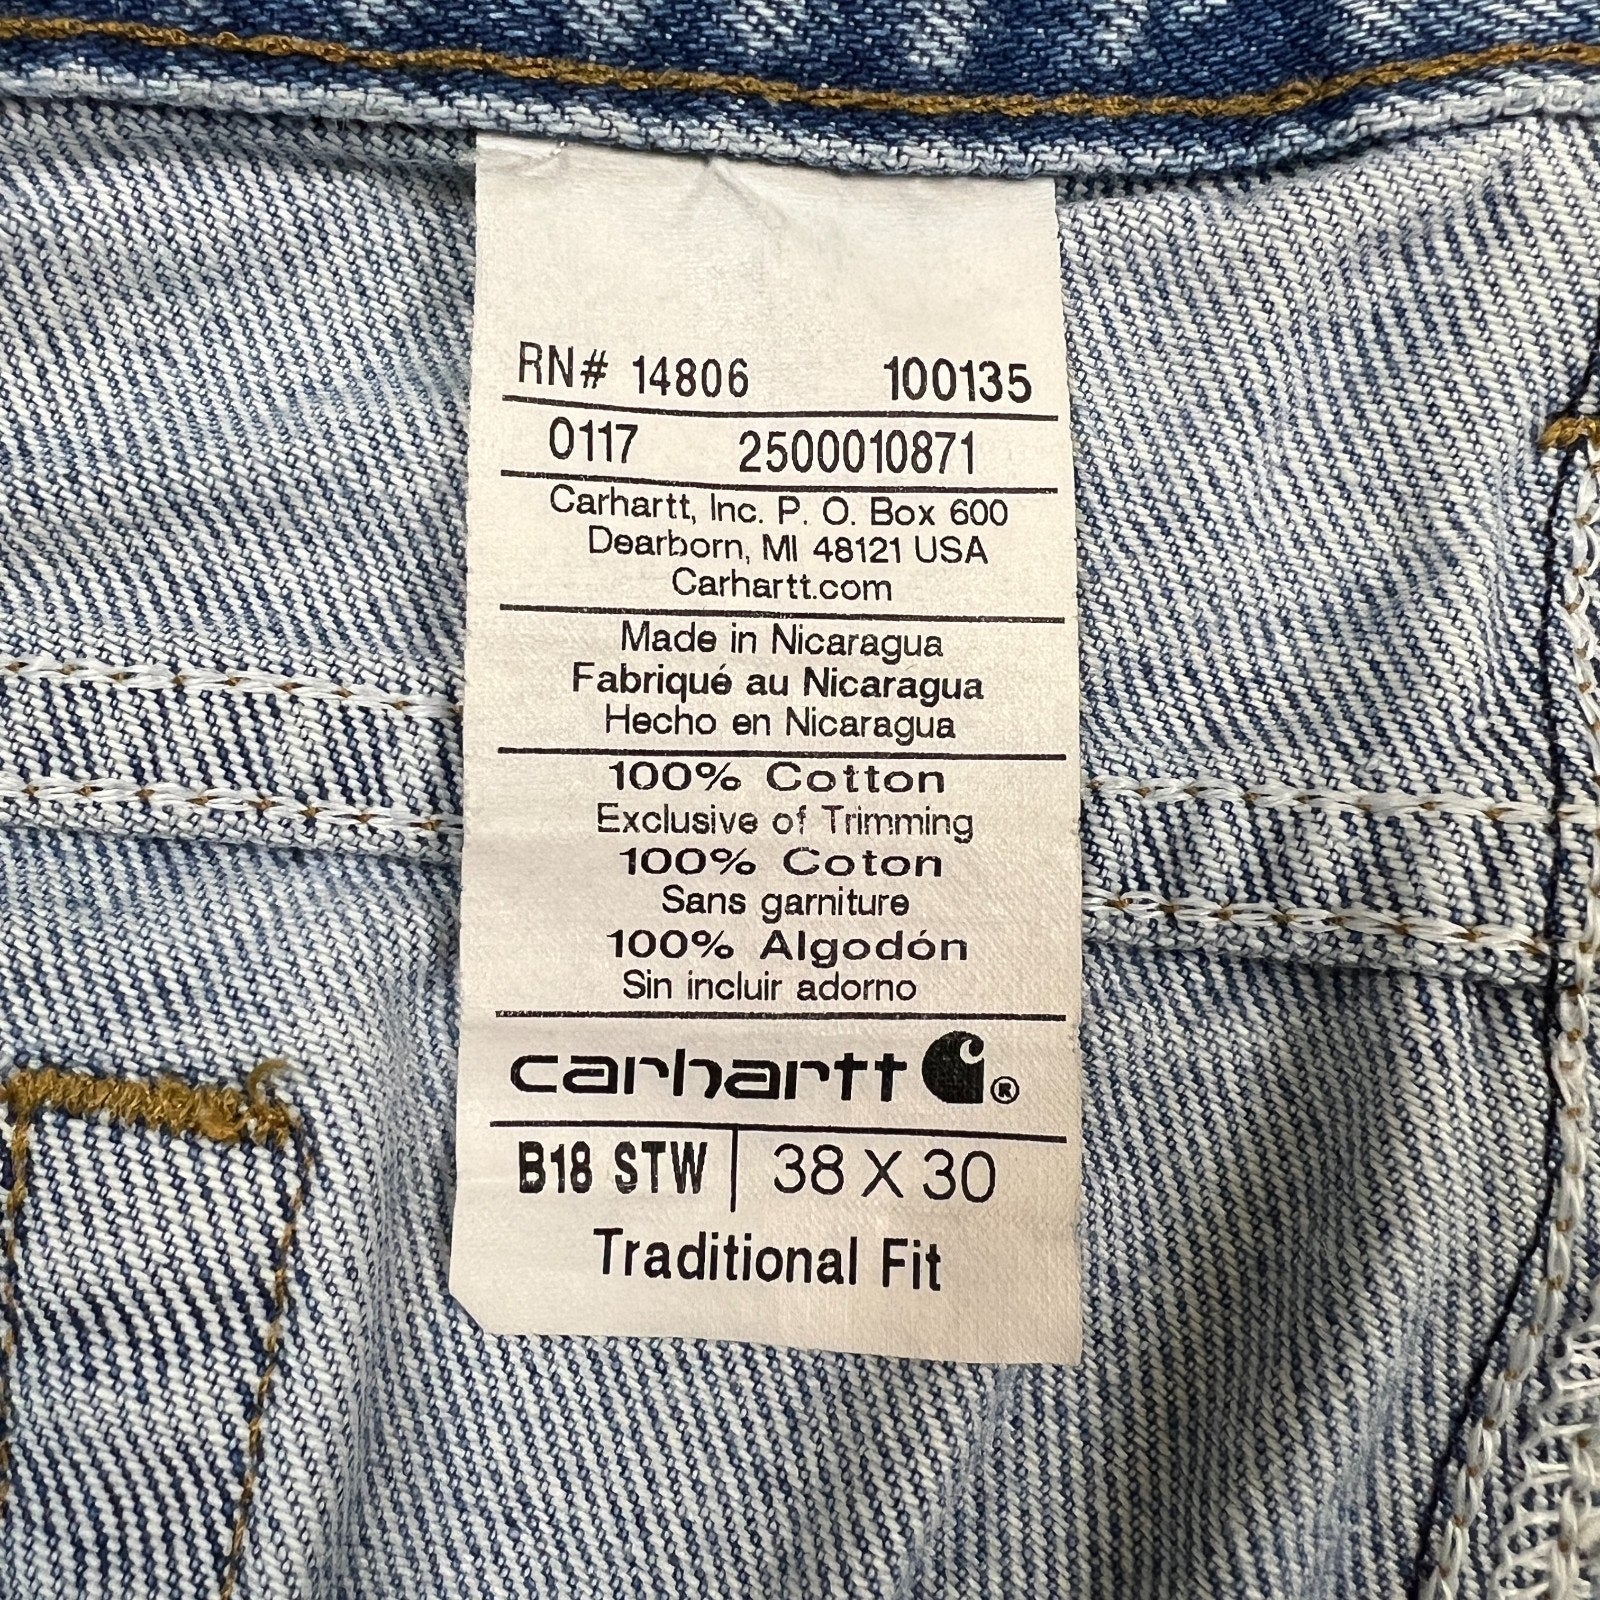 RN# 14806 100135
0117 2500010871
Carhartt, Inc. P. O. Box 600
Dearborn, MI 48121 USA
Carhartt.com
Made in Nicaragua
Fabriqué au Nicaragua
Hecho en Nicaragua
100% Cotton
Exclusive of Trimming
100% Coton
Sans garniture
100% Algodón
Sin incluir adorno
carhartt ®
B18 STW 38 X 30
Traditional Fit